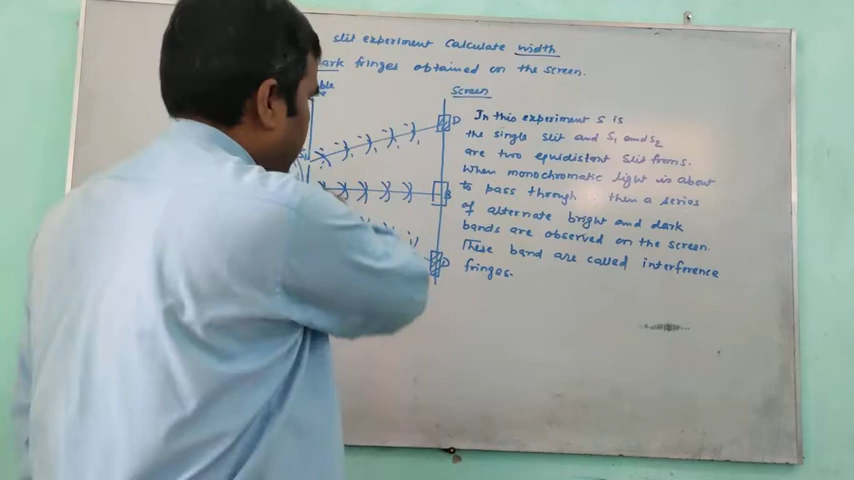 slit experiment Calculate width
ark fringes obtained on the screen.
ble
Screen
D
B
D
In this experiment S is
the single slit and S1 and S2
are two equidistant slit from s.
When monochromatic light is about
to pass through then a series
of alternate bright and dark
bands are observed on the screen.
These band are called interference
fringes.